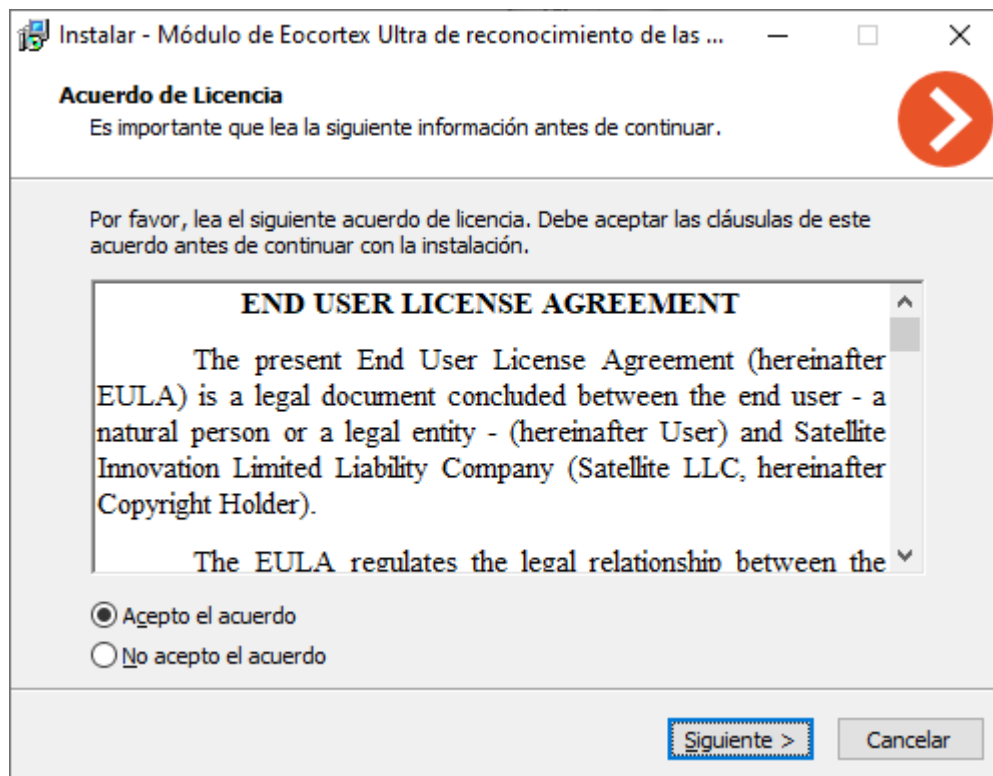 Instalar - Módulo de Eocortex Ultra de reconocimiento de las ...
Acuerdo de Licencia
Es importante que lea la siguiente información antes de continuar.
Por favor, lea el siguiente acuerdo de licencia. Debe aceptar las cláusulas de este
acuerdo antes de continuar con la instalación.
END USER LICENSE AGREEMENT
The present End User License Agreement (hereinafter
EULA) is a legal document concluded between the end user - a
natural person or a legal entity - (hereinafter User) and Satellite
Innovation Limited Liability Company (Satellite LLC, hereinafter
Copyright Holder).
The EULA regulates the legal relationship between the
Acepto el acuerdo
No acepto el acuerdo
Siguiente >
Cancelar